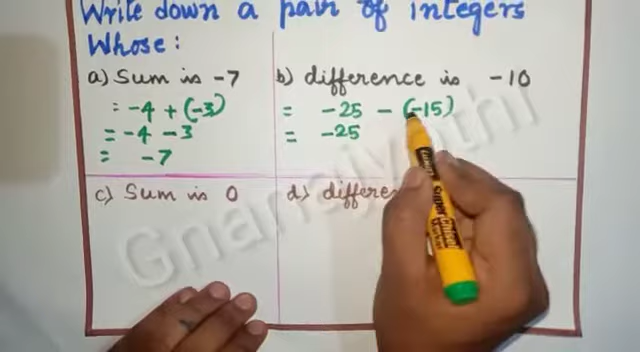 Write down a pair of integers
Whose:
a) Sum is -7
= -4 + (-3)
= -4 - 3
= -7
b) difference is -10
= -25 - (-15)
= -25
c) Sum is 0
d) differe
Gnansjyothi